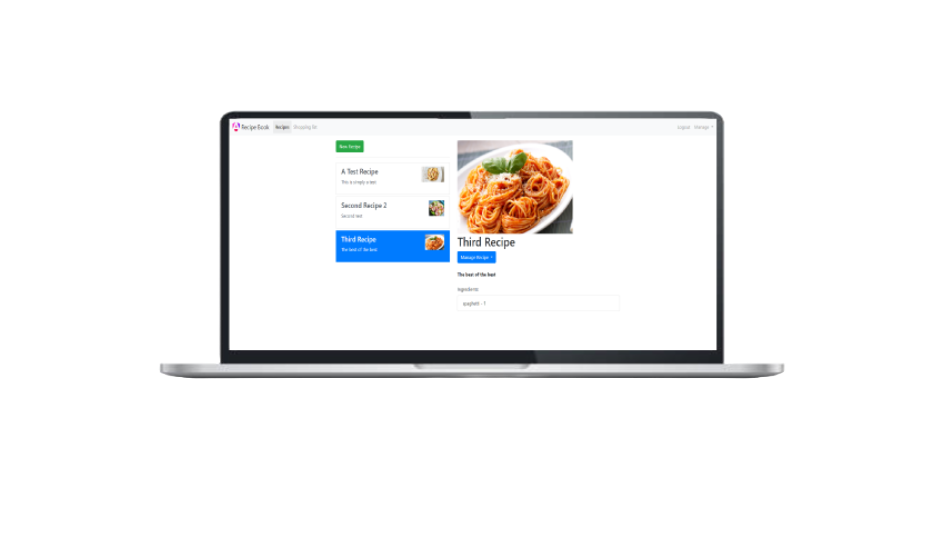 Recipe Book Recipes Shopping list Logout Manage
New Recipe
A Test Recipe
This is simply a test
Second Recipe 2
Second test
Third Recipe
The best of the best
Third Recipe
Manage Recipe
The best of the best
Ingredients:
spaghetti - 1